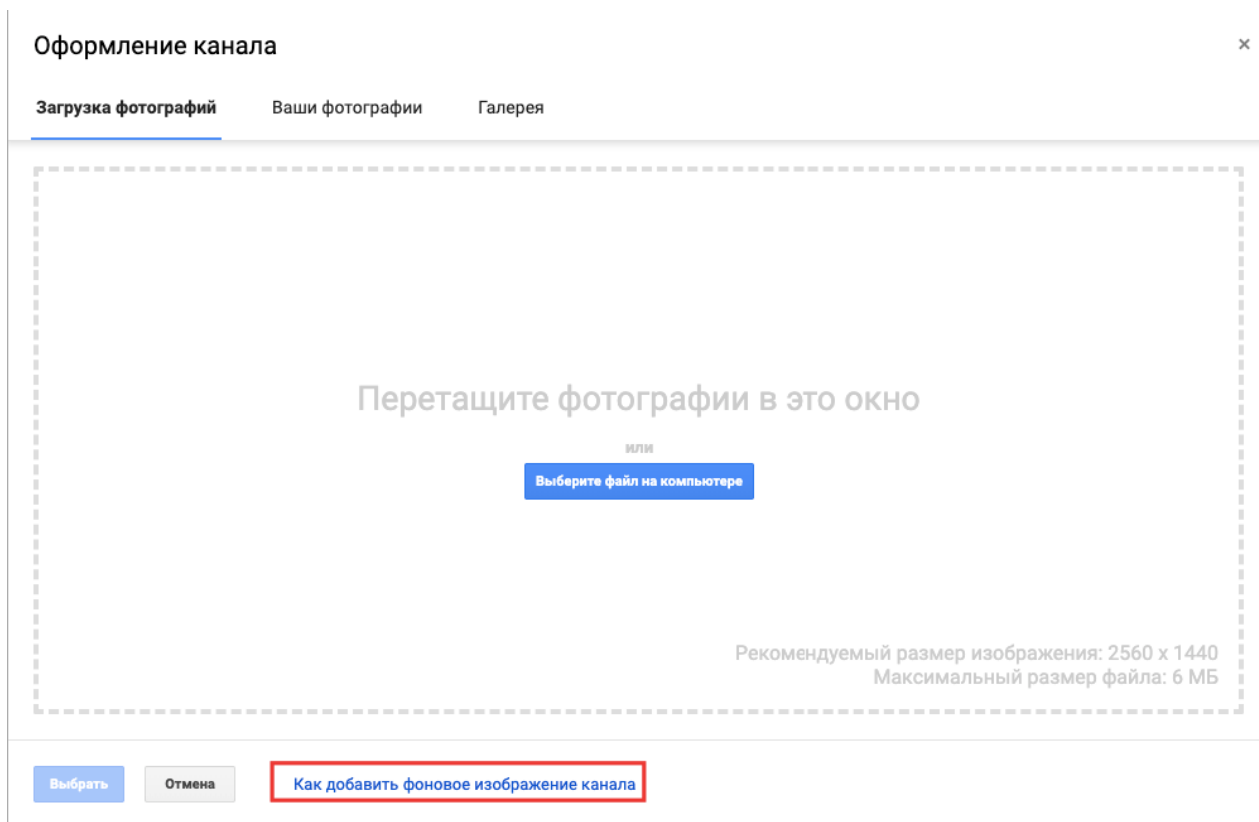 Оформление канала
×
Загрузка фотографий Ваши фотографии Галерея
Перетащите фотографии в это окно
или
Выберите файл на компьютере
Рекомендуемый размер изображения: 2560 x 1440
Максимальный размер файла: 6 МБ
Выбрать Отмена Как добавить фоновое изображение канала